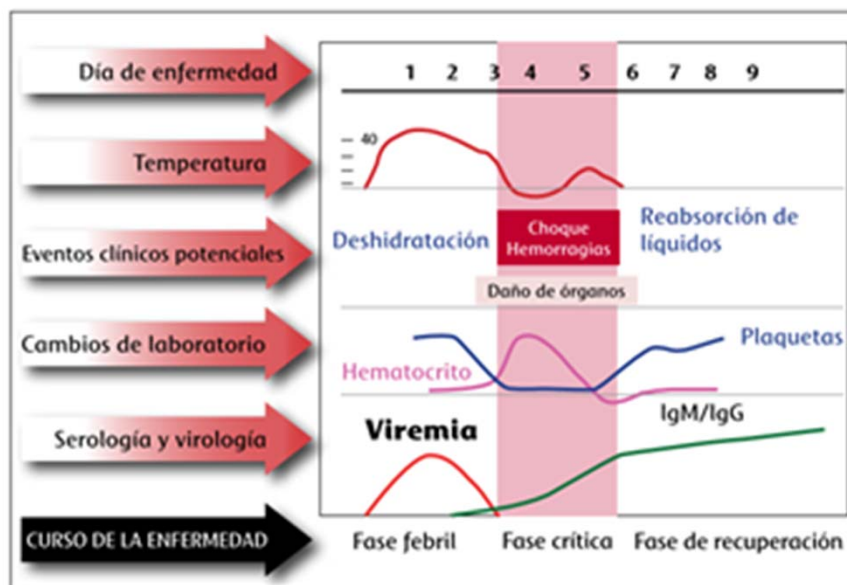 Día de enfermedad
1 2 3 4 5 6 7 8 9
Temperatura
40
Eventos clínicos potenciales
Deshidratación
Choque
Hemorragias
Reabsorción de
líquidos
Daño de órganos
Cambios de laboratorio
Hematocrito
Plaquetas
Serología y virología
Viremia
IgM/IgG
CURSO DE LA ENFERMEDAD
Fase febril
Fase crítica
Fase de recuperación